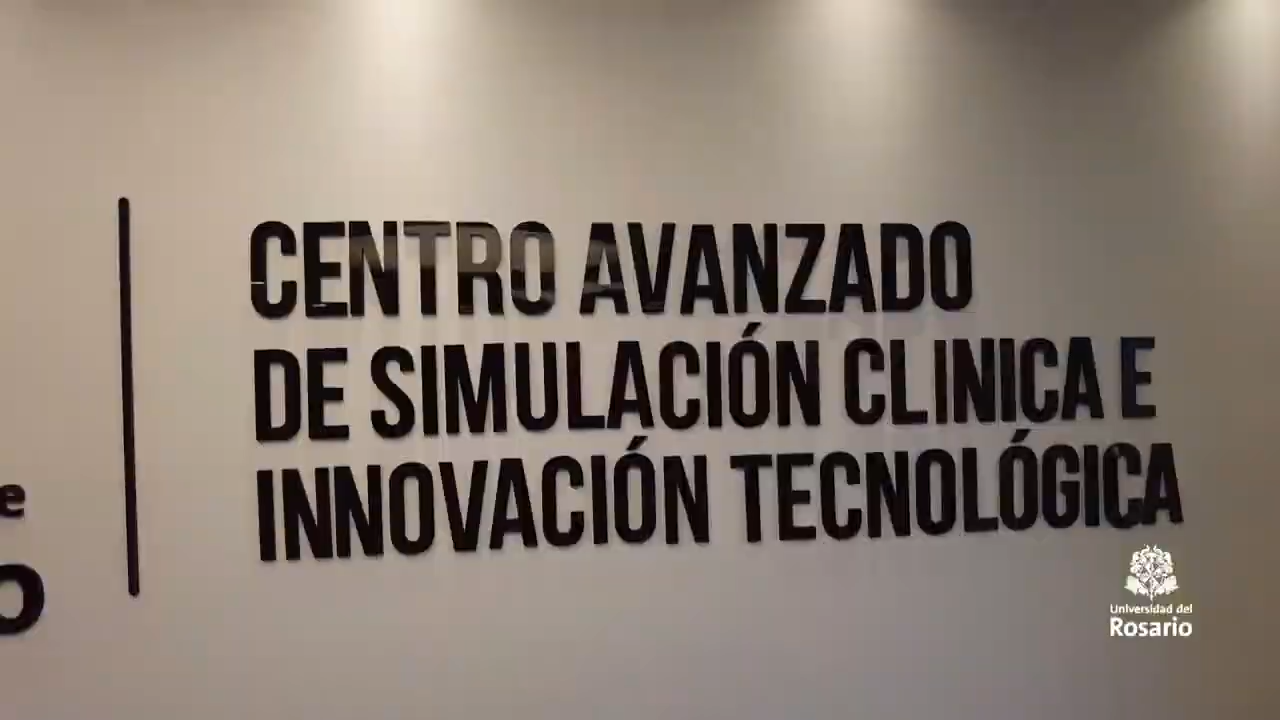 CENTRO AVANZADO
DE SIMULACIÓN CLINICA E
INNOVACIÓN TECNOLÓGICA
e
O
Universidad del
Rosario